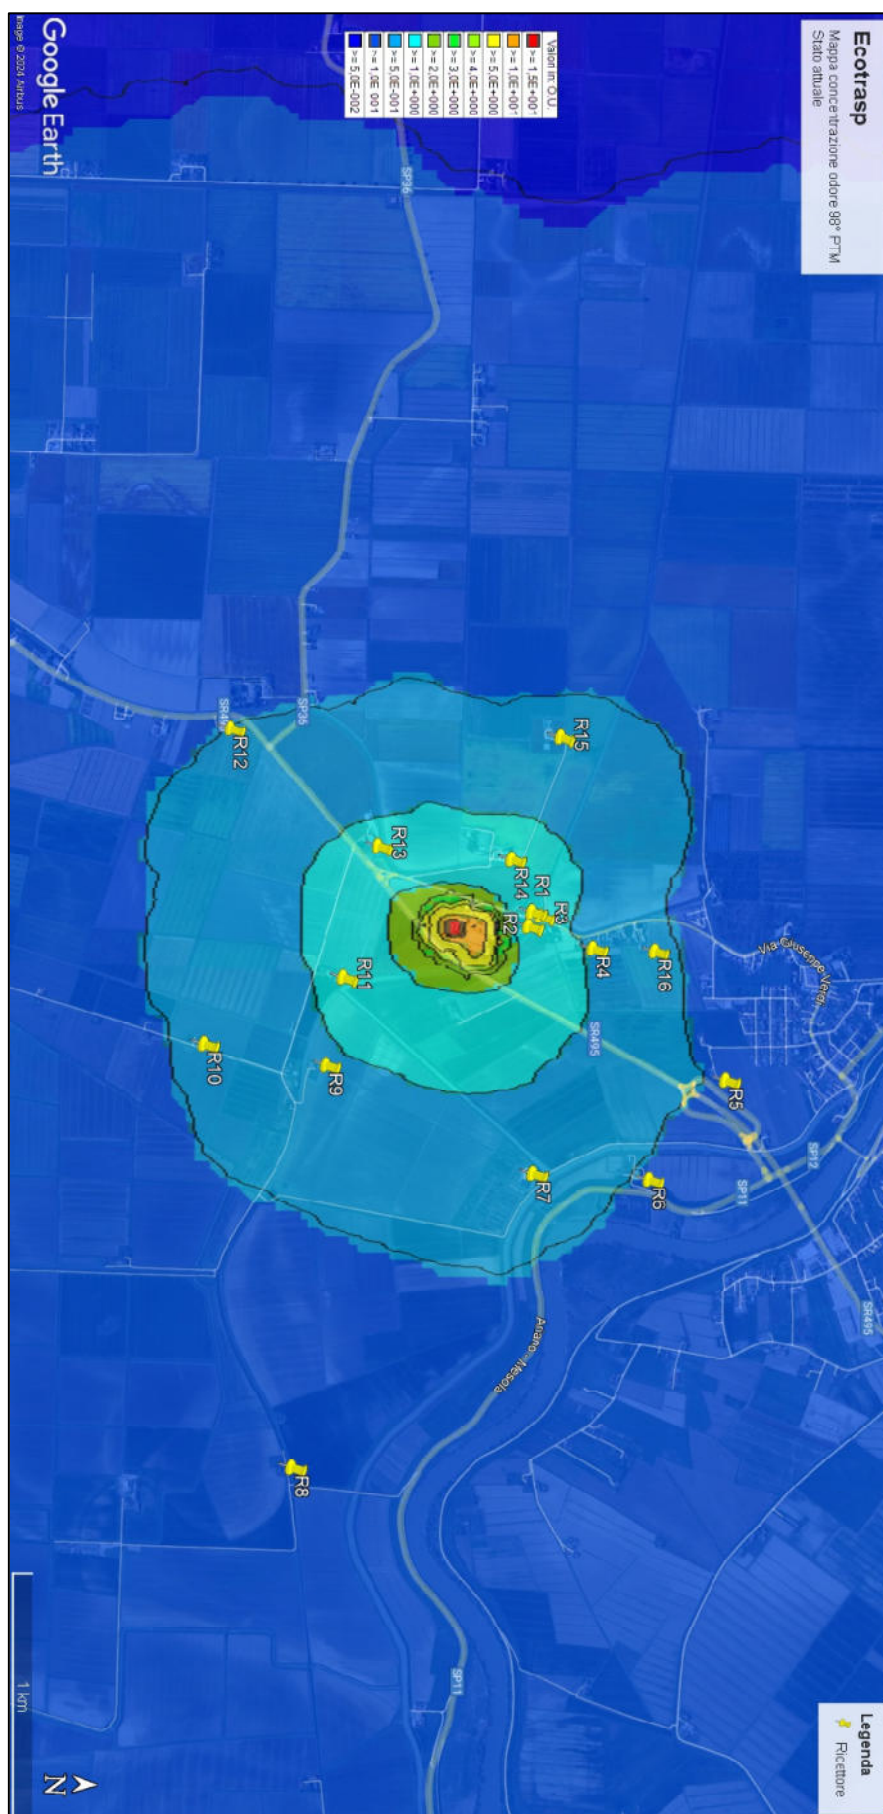 Ecotrasp
Mappa concentrazione odore 98° PTM
Stato attuale
Legenda
Ricettore
Valori in O.U.
>= 1,5E+001
>= 1,0E+001
>= 5,0E+000
>= 4,0E+000
>= 3,0E+000
>= 2,0E+000
>= 1,0E+000
>= 5,0E-001
>= 1,0E-001
>= 5,0E-002
Via Giuseppe Verdi
SP12
SP11
SR495
R5
R16
R6
R4
SR495
R15
R3
R1
R14
R2
R7
Ariano - Mesola
SP36
R13
R11
R9
SP35
R8
R12
R10
SP11
Google Earth
Image © 2024 Airbus
1 km
N